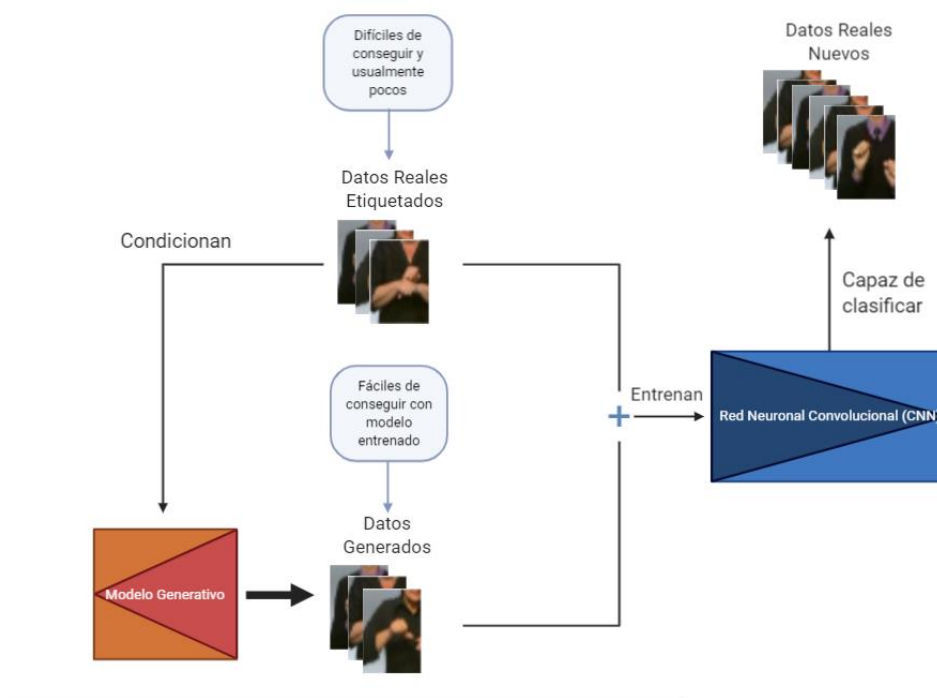 Difíciles de
conseguir y
usualmente
pocos
Datos Reales
Nuevos
Datos Reales
Etiquetados
Condicionan
Capaz de
clasificar
Fáciles de
conseguir con
modelo
entrenado
Entrenan
Red Neuronal Convolucional (CNN)
Datos
Generados
Modelo Generativo